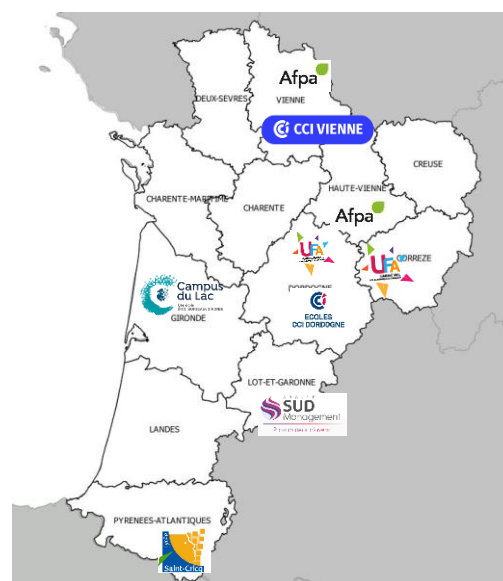 Afpa
DEUX-SEVRES
VIENNE
CCI VIENNE
CREUSE
HAUTE-VIENNE
CHARENTE-MARITIME
CHARENTE
Afpa
UFA
UFA
CORREZE
Campus
du Lac
GIRONDE
DORDOGNE
ECOLES
CCI DORDOGNE
LOT-ET-GARONNE
SUD
Management
LANDES
PYRENEES-ATLANTIQUES
Saint-Cricq